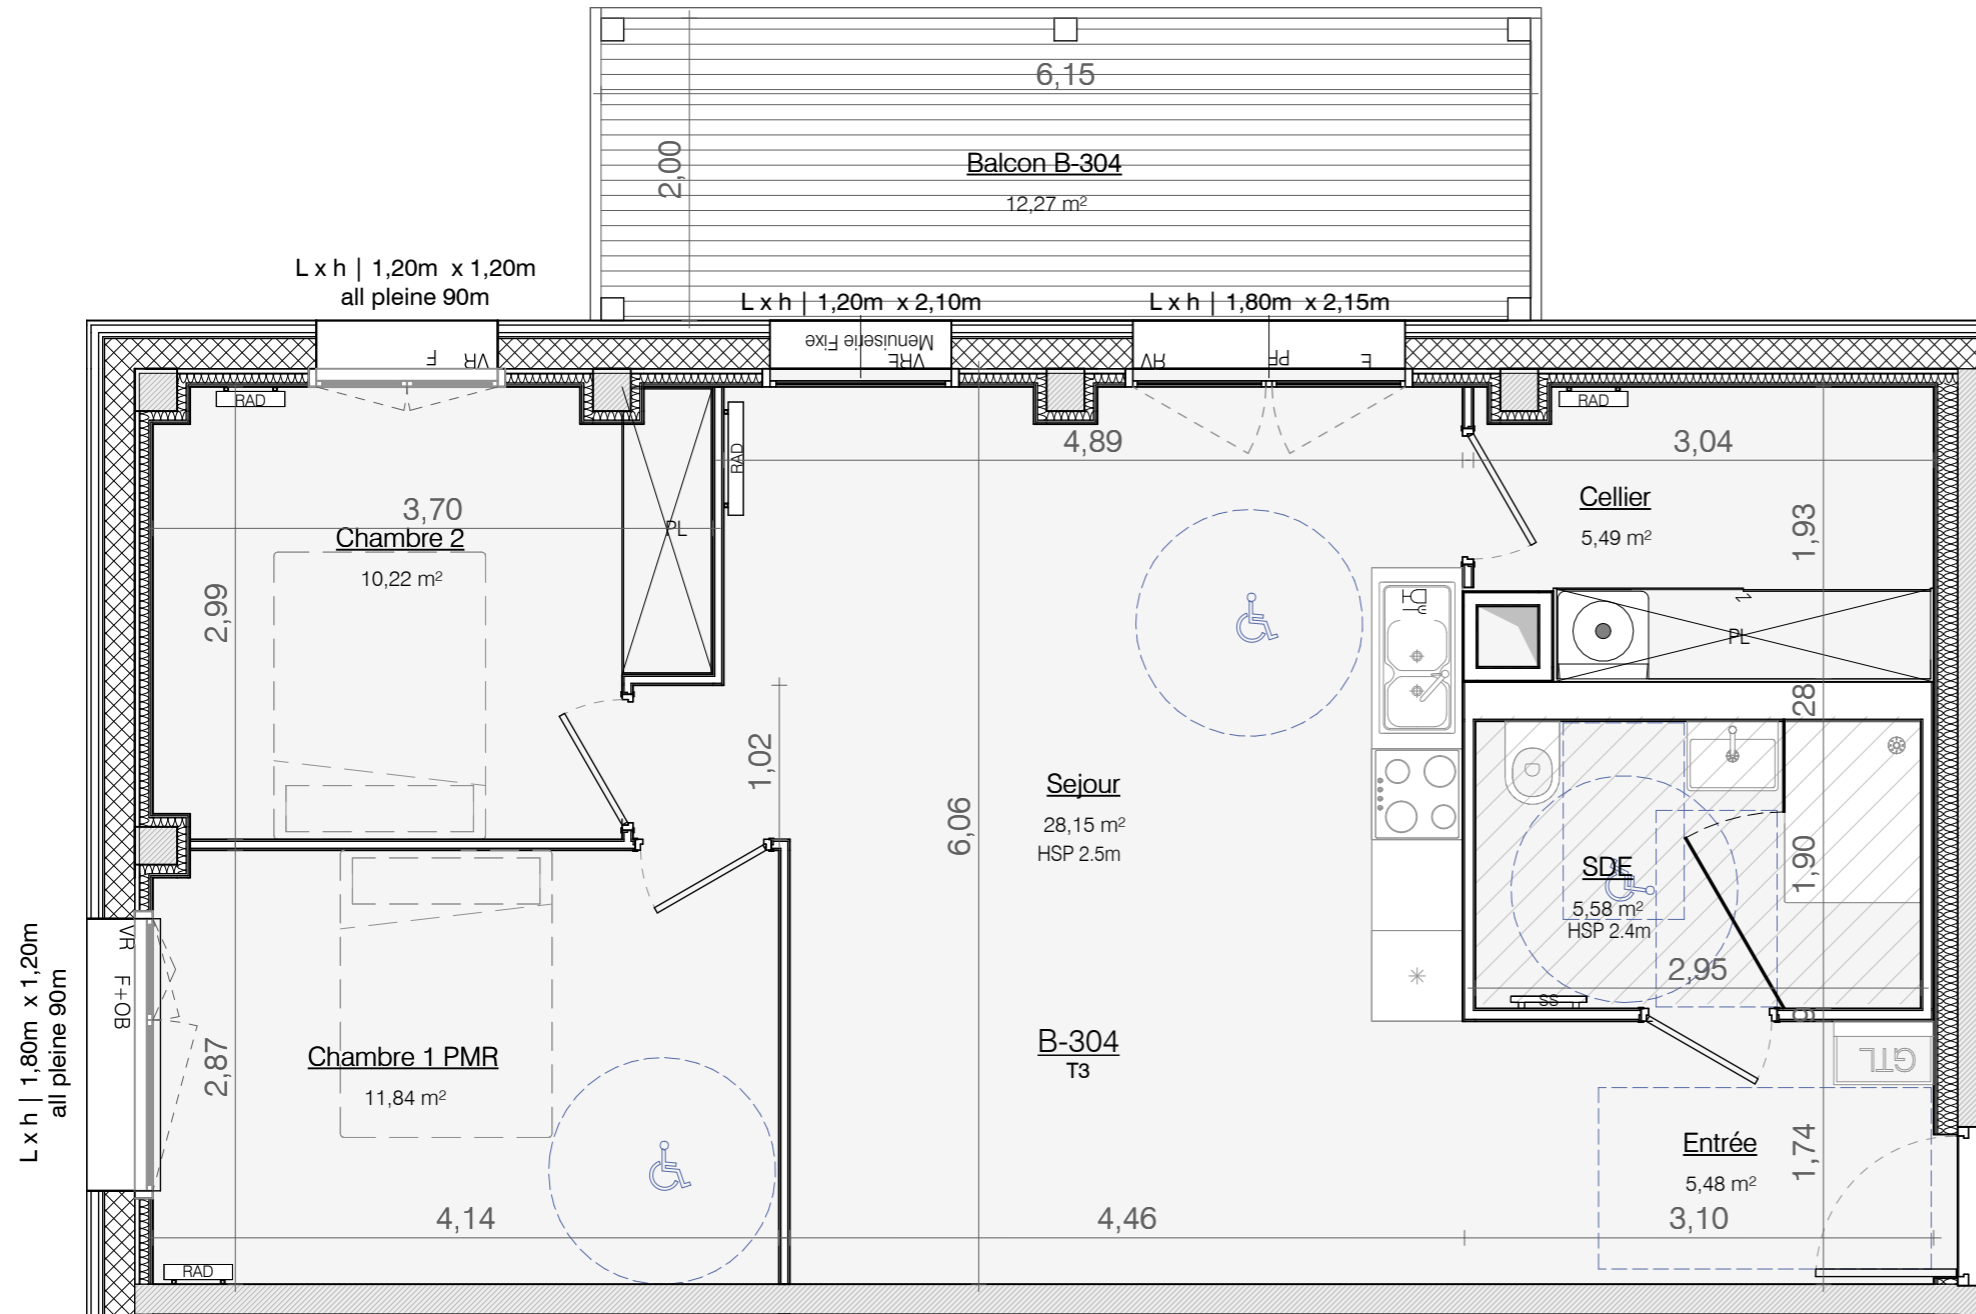 6,15
2,00
Balcon B-304
12,27 m²
L x h | 1,20m x 1,20m
all pleine 90m
L x h | 1,20m x 2,10m
L x h | 1,80m x 2,15m
F
VR
Menuiserie Fixe
VRE
VR
PF
E
RAD
RAD
RAD
4,89
3,04
3,70
Chambre 2
10,22 m²
PL
Cellier
5,49 m²
1,93
2,99
PL
28
1,02
Sejour
28,15 m²
HSP 2.5m
6,06
SDE
5,58 m²
HSP 2.4m
1,90
2,95
SS
9
VR
F+OB
L x h | 1,80m x 1,20m
all pleine 90m
2,87
Chambre 1 PMR
11,84 m²
B-304
T3
GTL
Entrée
5,48 m²
1,74
4,14
4,46
3,10
RAD